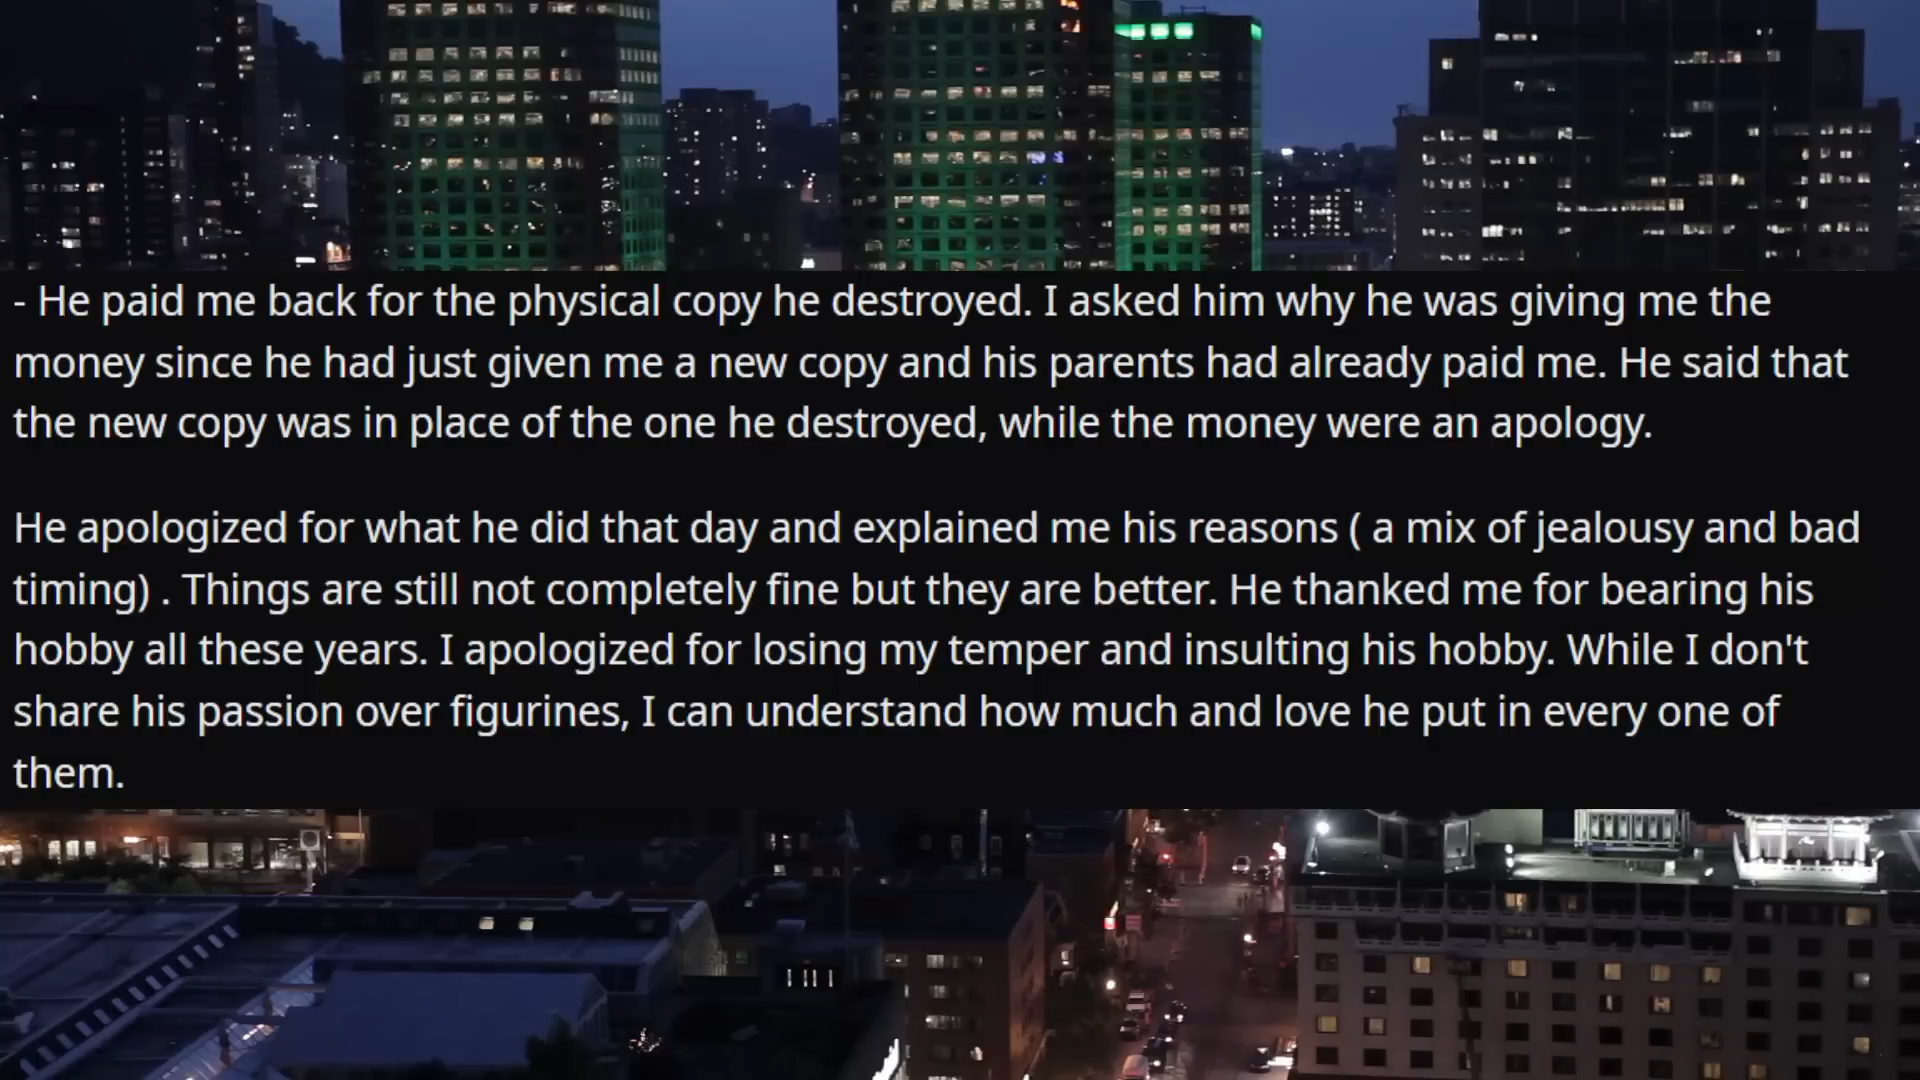 - He paid me back for the physical copy he destroyed. I asked him why he was giving me the
money since he had just given me a new copy and his parents had already paid me. He said that
the new copy was in place of the one he destroyed, while the money were an apology.
He apologized for what he did that day and explained me his reasons ( a mix of jealousy and bad
timing) . Things are still not completely fine but they are better. He thanked me for bearing his
hobby all these years. I apologized for losing my temper and insulting his hobby. While I don't
share his passion over figurines, I can understand how much and love he put in every one of
them.